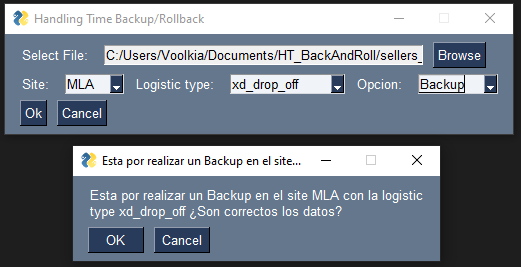 Handling Time Backup/Rollback
Select File: C:/Users/Voolkia/Documents/HT_BackAndRoll/sellers_ Browse
Site: MLA Logistic type: xd_drop_off Opcion: Backup
Ok Cancel
Esta por realizar un Backup en el site...
Esta por realizar un Backup en el site MLA con la logistic
type xd_drop_off ¿Son correctos los datos?
OK Cancel